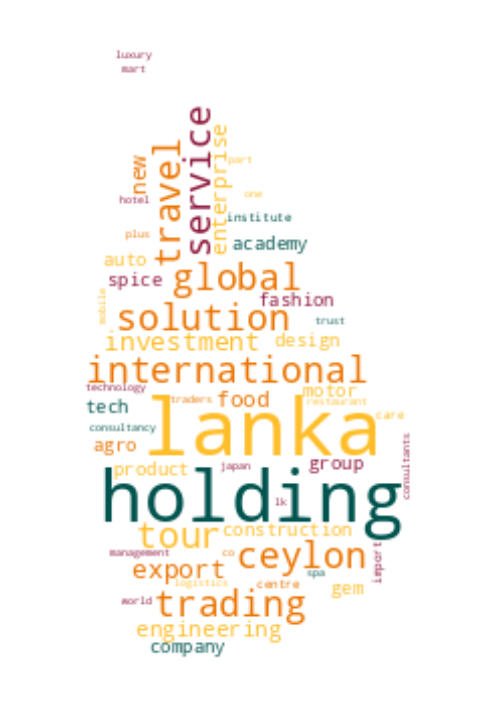 luxury
mart
service
travel
enterprise
new
part
hotel
one
institute
plus
academy
auto
global
spice
fashion
mobile
solution
trust
investment
design
international
technology
motor
traders
food
restaurant
tech
lanka
care
consultancy
agro
consultants
product
japan
group
holding
lk
tour
construction
management
co
ceylon
import
export
spa
logistics
centre
gem
world
trading
engineering
company